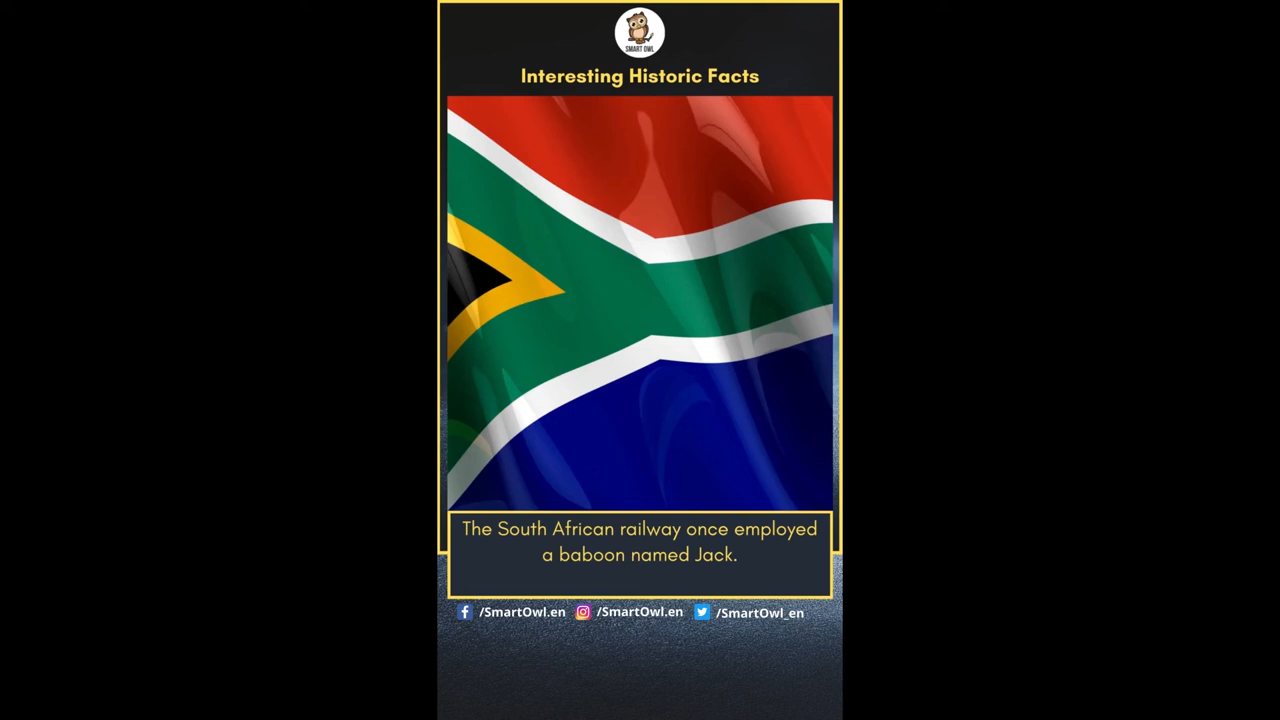 SMART OWL
Interesting Historic Facts
The South African railway once employed
a baboon named Jack.
/SmartOwl.en /SmartOwl.en /SmartOwl_en